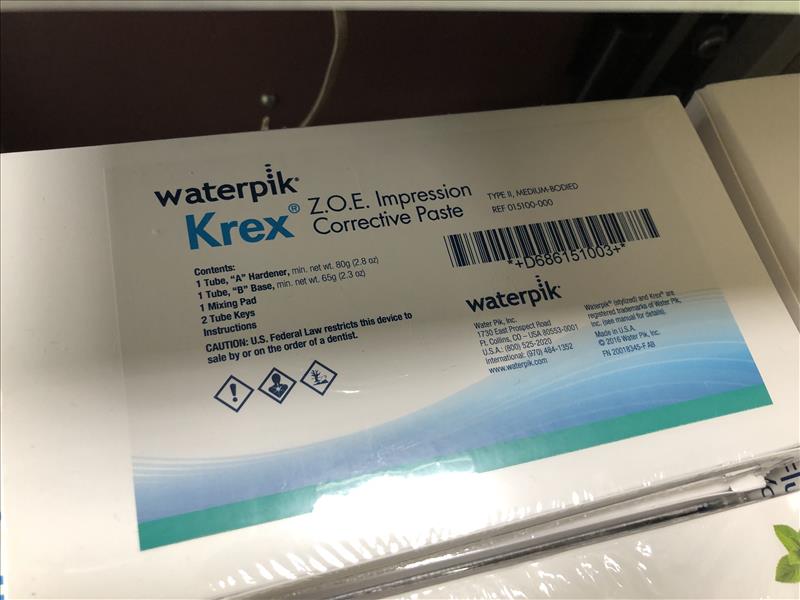 waterpik®
Krex® Z.O.E. Impression
Corrective Paste
TYPE II, MEDIUM-BODIED
REF 015100-000
*+D686151003+*
Contents:
1 Tube, "A" Hardener, min. net wt. 80g (2.8 oz)
1 Tube, "B" Base, min. net wt. 65g (2.3 oz)
1 Mixing Pad
2 Tube Keys
Instructions
CAUTION: U.S. Federal Law restricts this device to
sale by or on the order of a dentist.
waterpik®
Water Pik, Inc.
1730 East Prospect Road
Ft. Collins, CO – USA 80553-0001
U.S.A.: (800) 525-2020
International: (970) 484-1352
www.waterpik.com
Waterpik® (stylized) and Krex® are
registered trademarks of Water Pik,
Inc. (see manual for details).
Made in U.S.A.
© 2016 Water Pik, Inc.
FN 20018345-F AB